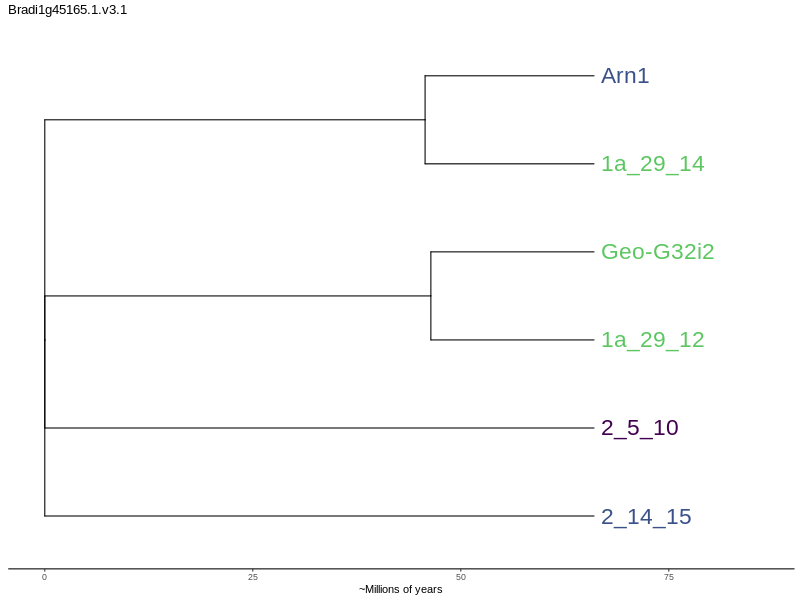 Bradi1g45165.1.v3.1
Arn1
1a_29_14
Geo-G32i2
1a_29_12
2_5_10
2_14_15
0 25 50 75
~Millions of years